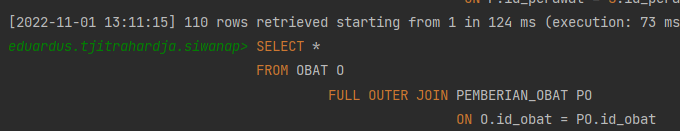 ON P.id_perawat = S.id_pera
[2022-11-01 13:11:15] 110 rows retrieved starting from 1 in 124 ms (execution: 73 ms
eduardus.tjitrahardja.siwanap> SELECT *
FROM OBAT O
FULL OUTER JOIN PEMBERIAN_OBAT PO
ON O.id_obat = PO.id_obat